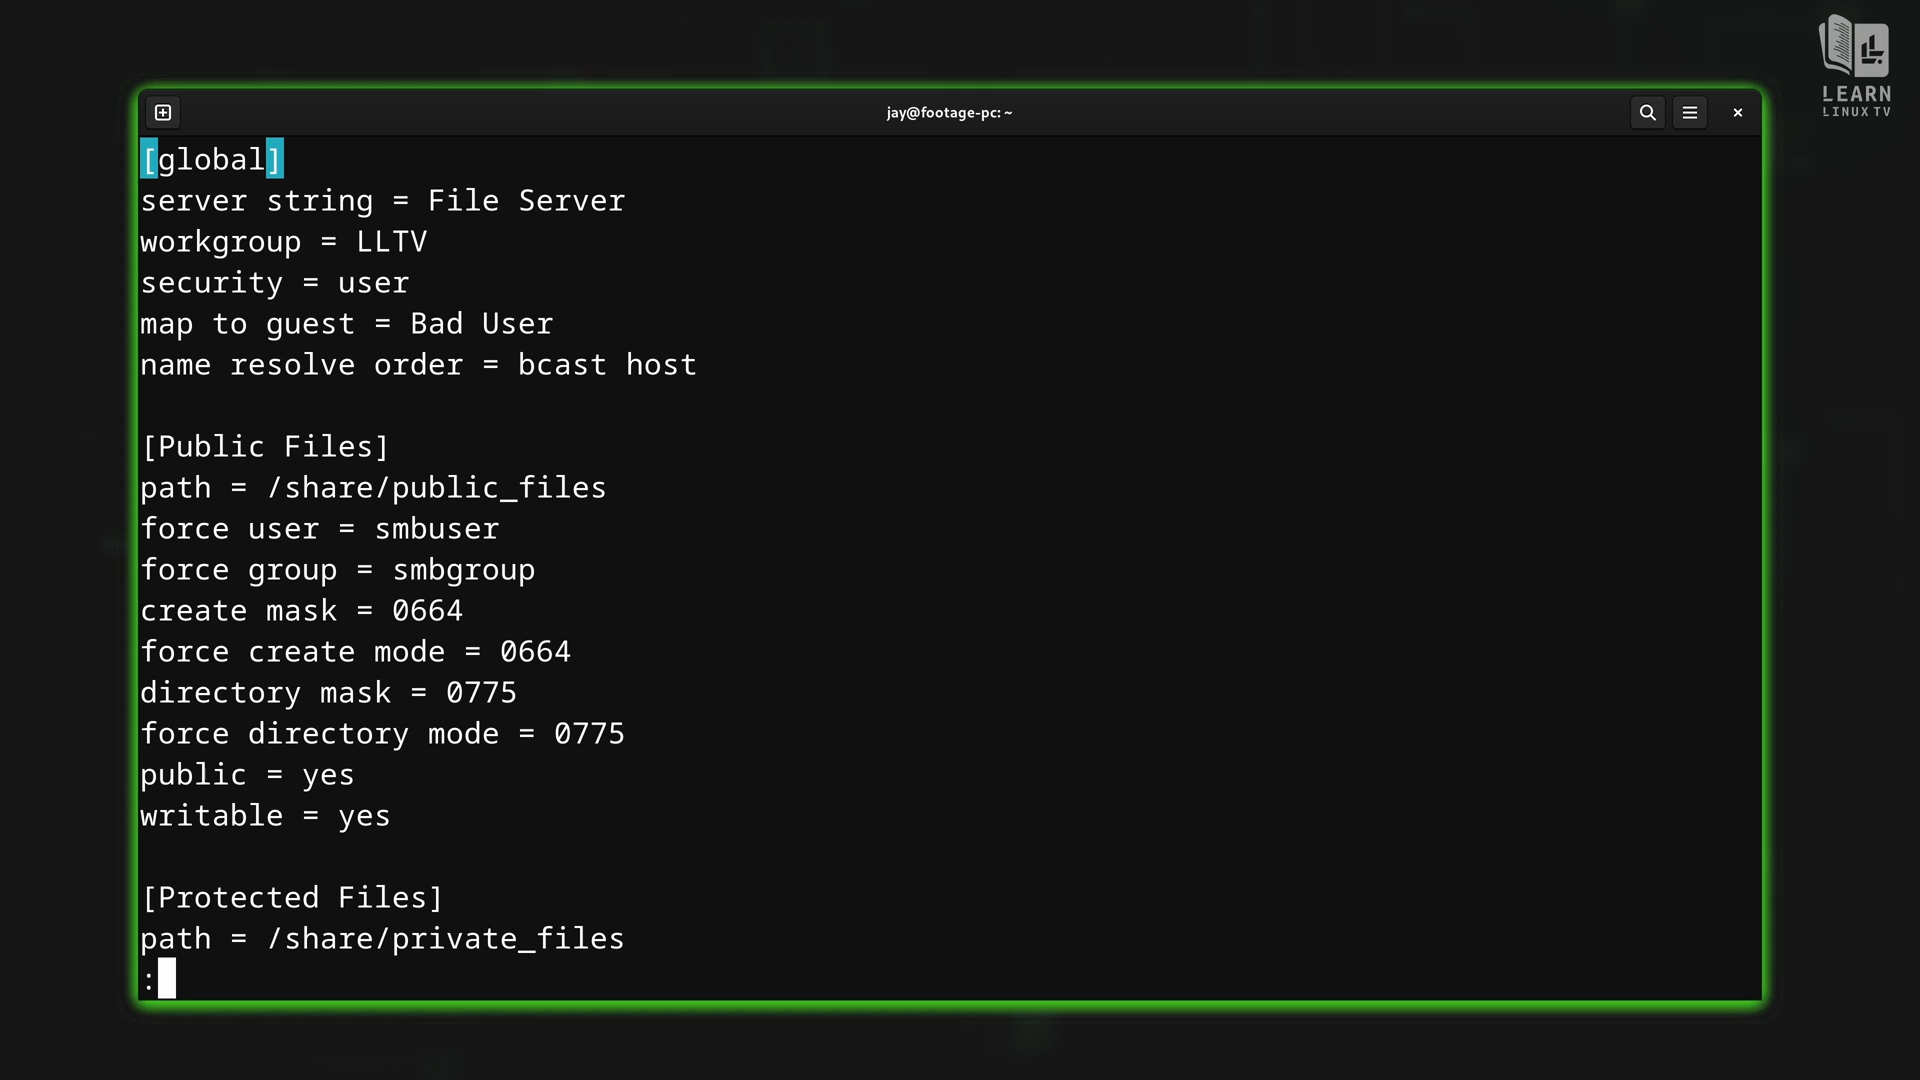 jay@footage-pc: ~
LEARN
LINUX TV
[global]
server string = File Server
workgroup = LLTV
security = user
map to guest = Bad User
name resolve order = bcast host
[Public Files]
path = /share/public_files
force user = smbuser
force group = smbgroup
create mask = 0664
force create mode = 0664
directory mask = 0775
force directory mode = 0775
public = yes
writable = yes
[Protected Files]
path = /share/private_files
: